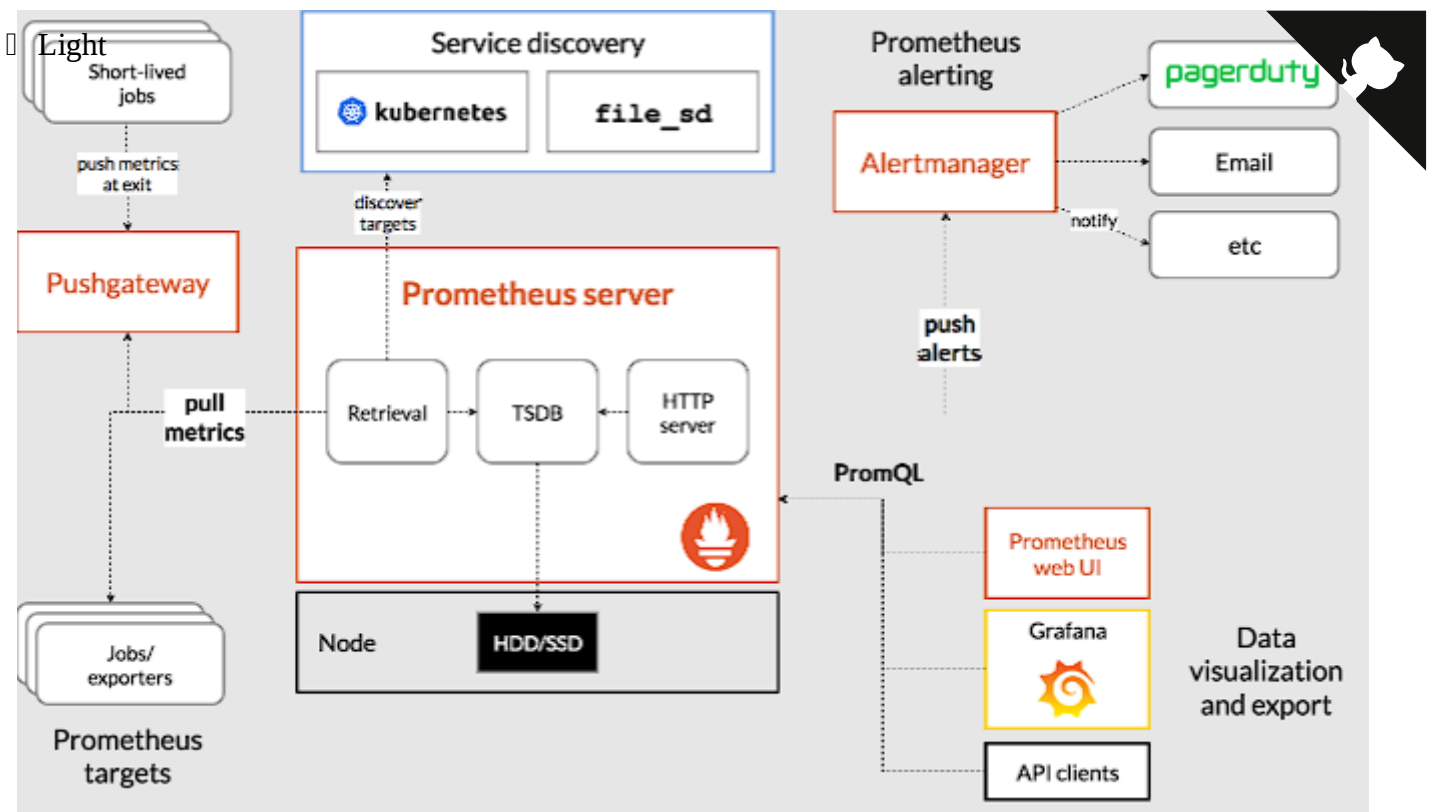 Light
Short-lived
jobs
push metrics
at exit
Pushgateway
pull
metrics
Jobs/
exporters
Prometheus
targets
Service discovery
kubernetes
file_sd
discover
targets
Prometheus server
Retrieval
TSDB
HTTP
server
Node
HDD/SSD
Prometheus
alerting
Alertmanager
pagerduty
Email
notify
etc
push
alerts
PromQL
Prometheus
web UI
Grafana
API clients
Data
visualization
and export